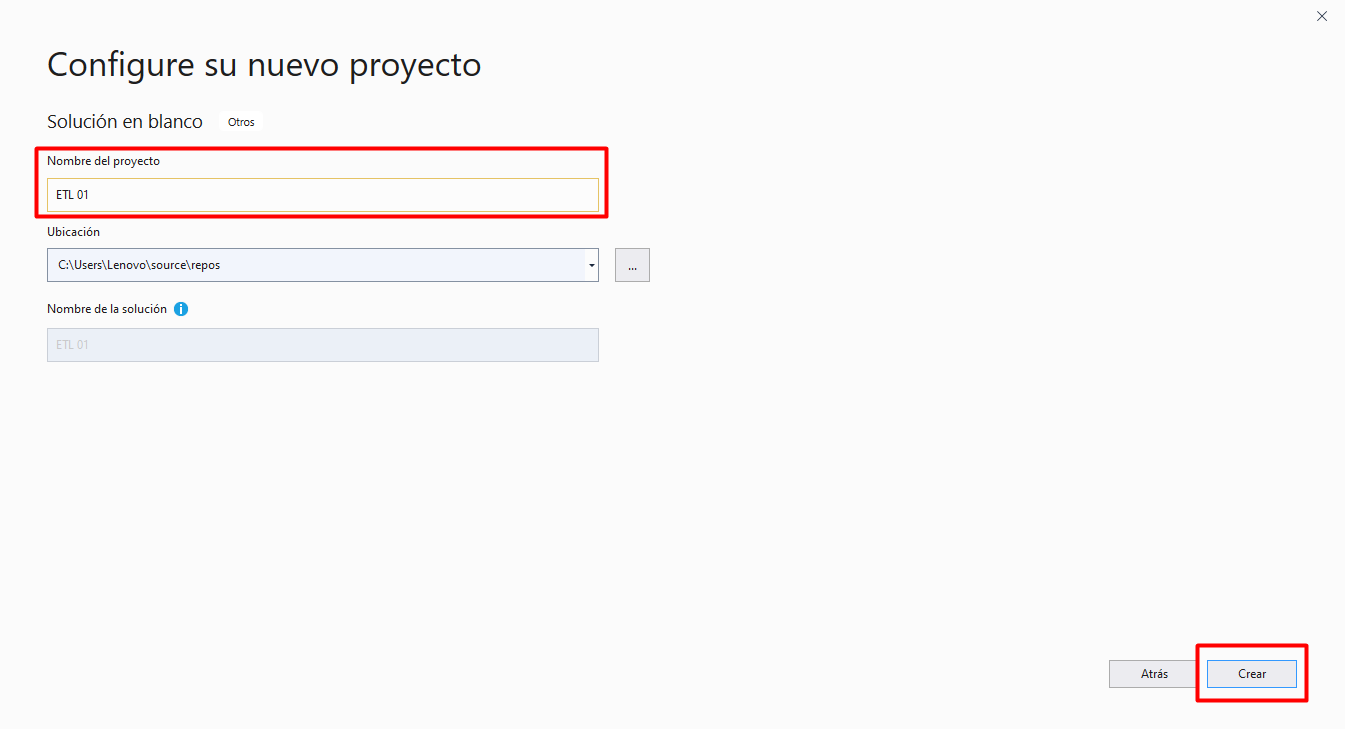 Configure su nuevo proyecto
Solución en blanco Otros
Nombre del proyecto
ETL 01
Ubicación
C:\Users\Lenovo\source\repos
...
Nombre de la solución
ETL 01
Atrás Crear